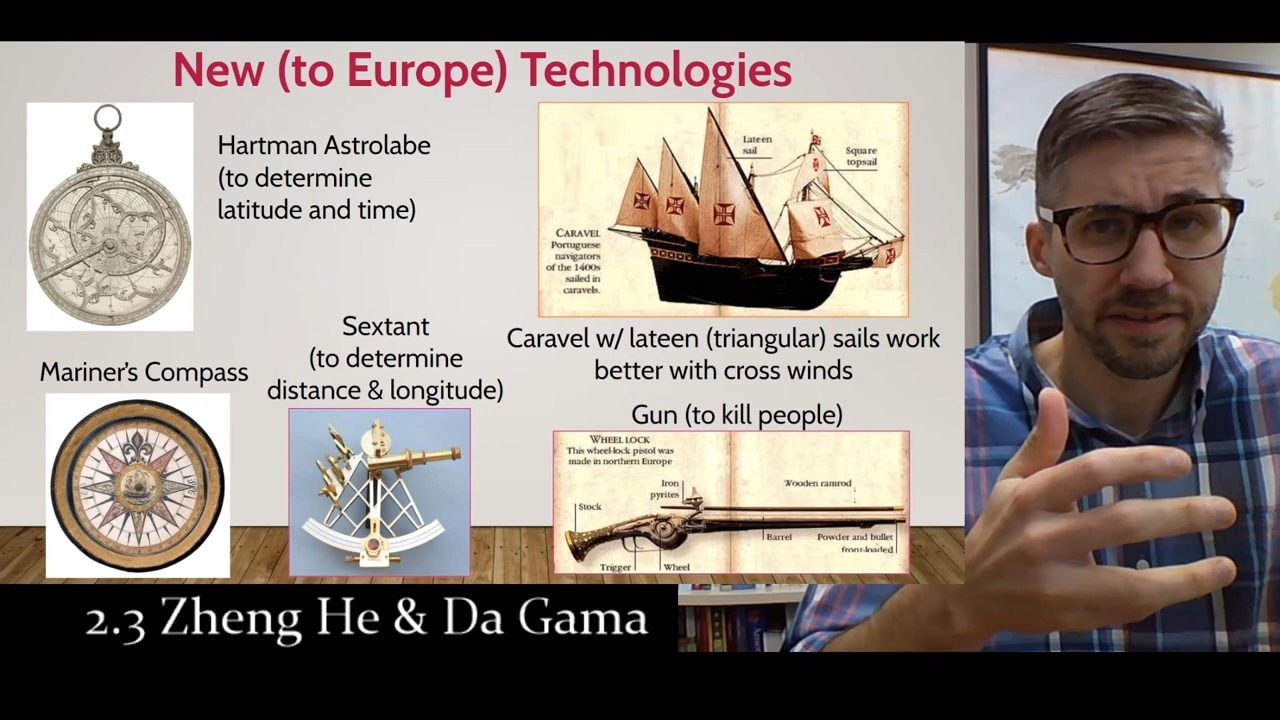 New (to Europe) Technologies
Hartman Astrolabe
(to determine
latitude and time)
Lateen
sail
Square
topsail
CARAVEL
Portuguese
navigators
of the 1400s
sailed in
caravels.
Caravel w/ lateen (triangular) sails work
better with cross winds
Mariner's Compass
Sextant
(to determine
distance & longitude)
Gun (to kill people)
WHEEL LOCK
This wheel-lock pistol was
made in northern Europe
Iron
pyrites
Wooden ramrod
Stock
Barrel
Powder and bullet
front-loaded
Trigger
Wheel
2.3 Zheng He & Da Gama